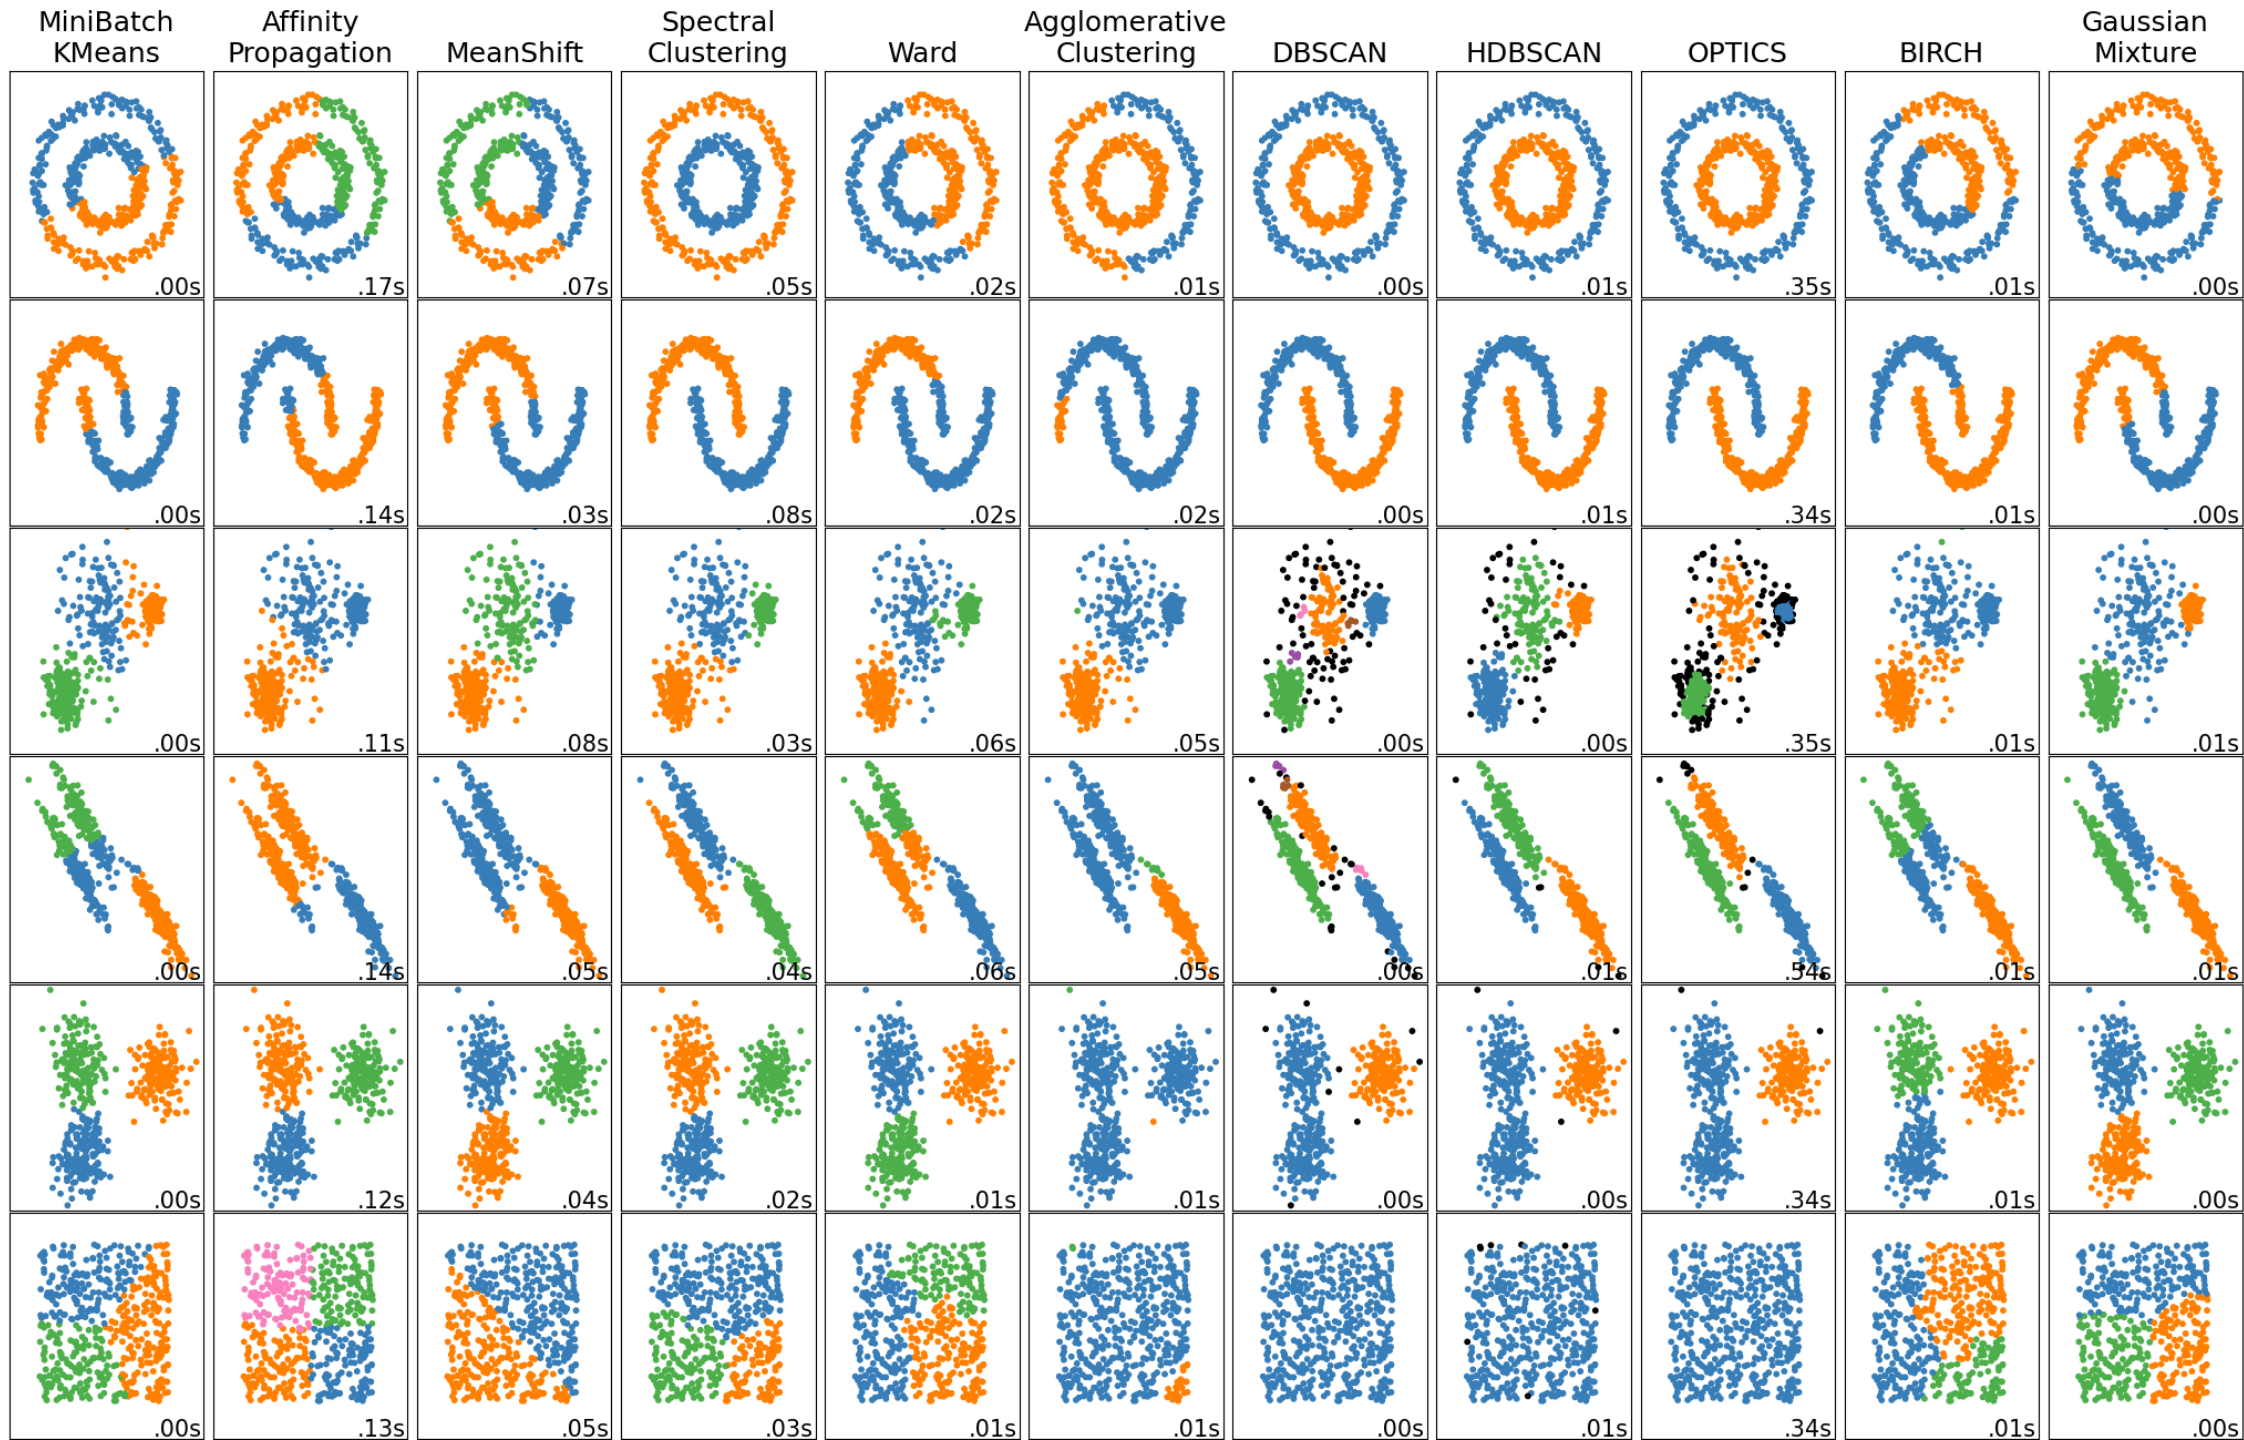 MiniBatch
KMeans
Affinity
Propagation
MeanShift
Spectral
Clustering
Ward
Agglomerative
Clustering
DBSCAN
HDBSCAN
OPTICS
BIRCH
Gaussian
Mixture
.00s
.17s
.07s
.05s
.02s
.01s
.00s
.01s
.35s
.01s
.00s
.00s
.14s
.03s
.08s
.02s
.02s
.00s
.01s
.34s
.01s
.00s
.00s
.11s
.08s
.03s
.06s
.05s
.00s
.00s
.35s
.01s
.01s
.00s
.14s
.05s
.04s
.06s
.05s
.00s
.01s
.54s
.01s
.01s
.00s
.12s
.04s
.02s
.01s
.01s
.00s
.00s
.34s
.01s
.00s
.00s
.13s
.05s
.03s
.01s
.01s
.00s
.01s
.34s
.01s
.00s